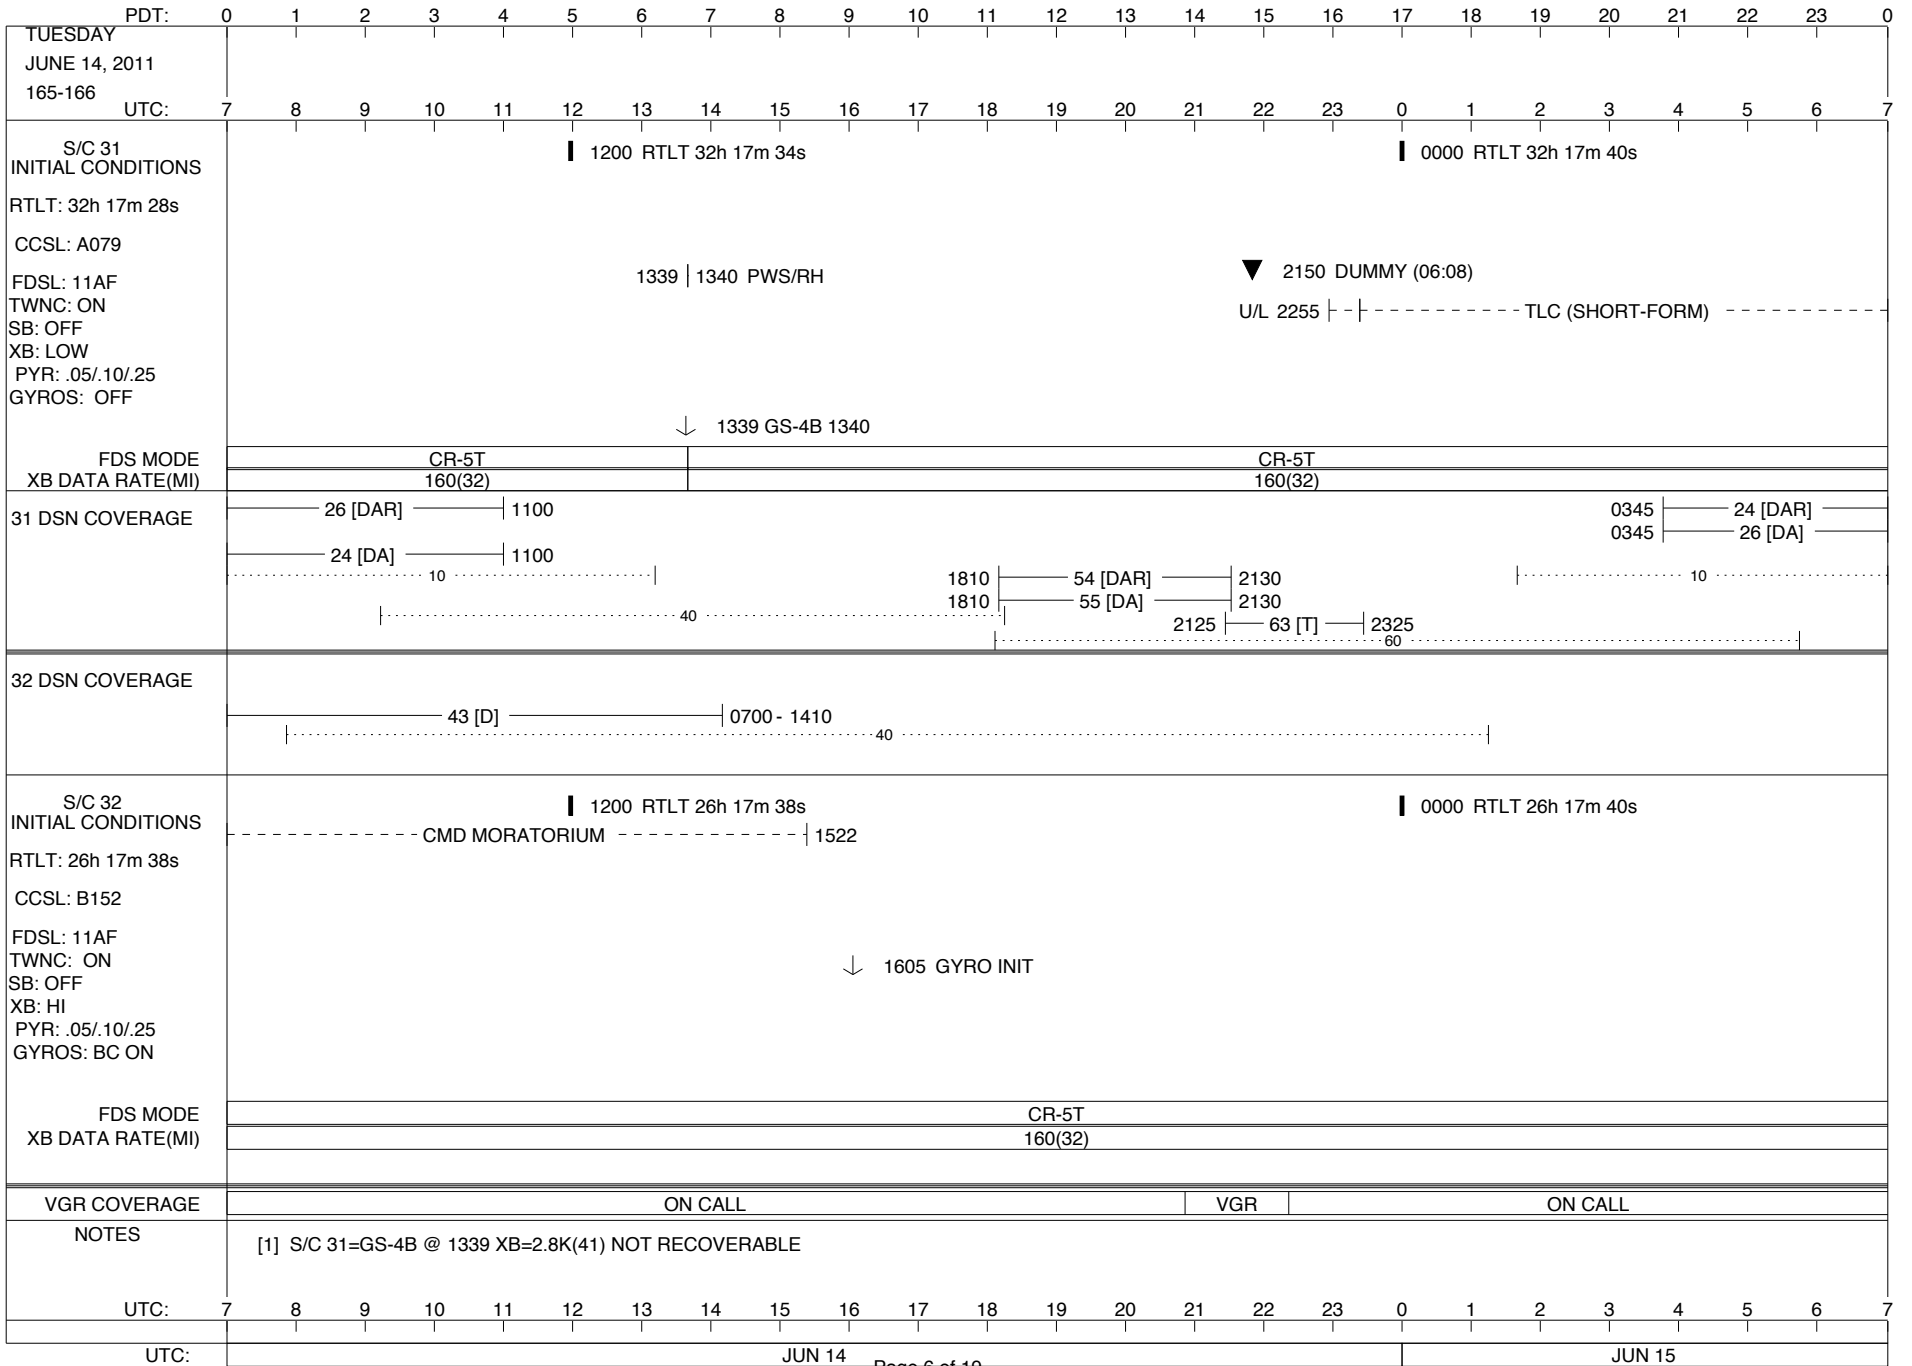 PDT: 0 1 2 3 4 5 6 7 8 9 10 11 12 13 14 15 16 17 18 19 20 21 22 23 0
TUESDAY
JUNE 14, 2011
165-166
UTC: 7 8 9 10 11 12 13 14 15 16 17 18 19 20 21 22 23 0 1 2 3 4 5 6 7
S/C 31
INITIAL CONDITIONS
1200 RTLT 32h 17m 34s
0000 RTLT 32h 17m 40s
RTLT: 32h 17m 28s
CCSL: A079
FDSL: 11AF
TWNC: ON
SB: OFF
XB: LOW
PYR: .05/.10/.25
GYROS: OFF
1339 1340 PWS/RH
2150 DUMMY (06:08)
U/L 2255 TLC (SHORT-FORM)
1339 GS-4B 1340
FDS MODE CR-5T CR-5T
XB DATA RATE(MI) 160(32) 160(32)
31 DSN COVERAGE
26 [DAR] 1100
0345 24 [DAR]
0345 26 [DA]
24 [DA] 1100
10 10
1810 54 [DAR] 2130
1810 55 [DA] 2130
40
2125 63 [T] 2325
60
32 DSN COVERAGE
43 [D] 0700 - 1410
40
S/C 32
INITIAL CONDITIONS
1200 RTLT 26h 17m 38s
0000 RTLT 26h 17m 40s
CMD MORATORIUM 1522
RTLT: 26h 17m 38s
CCSL: B152
FDSL: 11AF
TWNC: ON
SB: OFF
XB: HI
PYR: .05/.10/.25
GYROS: BC ON
1605 GYRO INIT
FDS MODE CR-5T
XB DATA RATE(MI) 160(32)
VGR COVERAGE ON CALL VGR ON CALL
NOTES
[1] S/C 31=GS-4B @ 1339 XB=2.8K(41) NOT RECOVERABLE
UTC: 7 8 9 10 11 12 13 14 15 16 17 18 19 20 21 22 23 0 1 2 3 4 5 6 7
UTC: JUN 14 JUN 15
Page 6 of 19